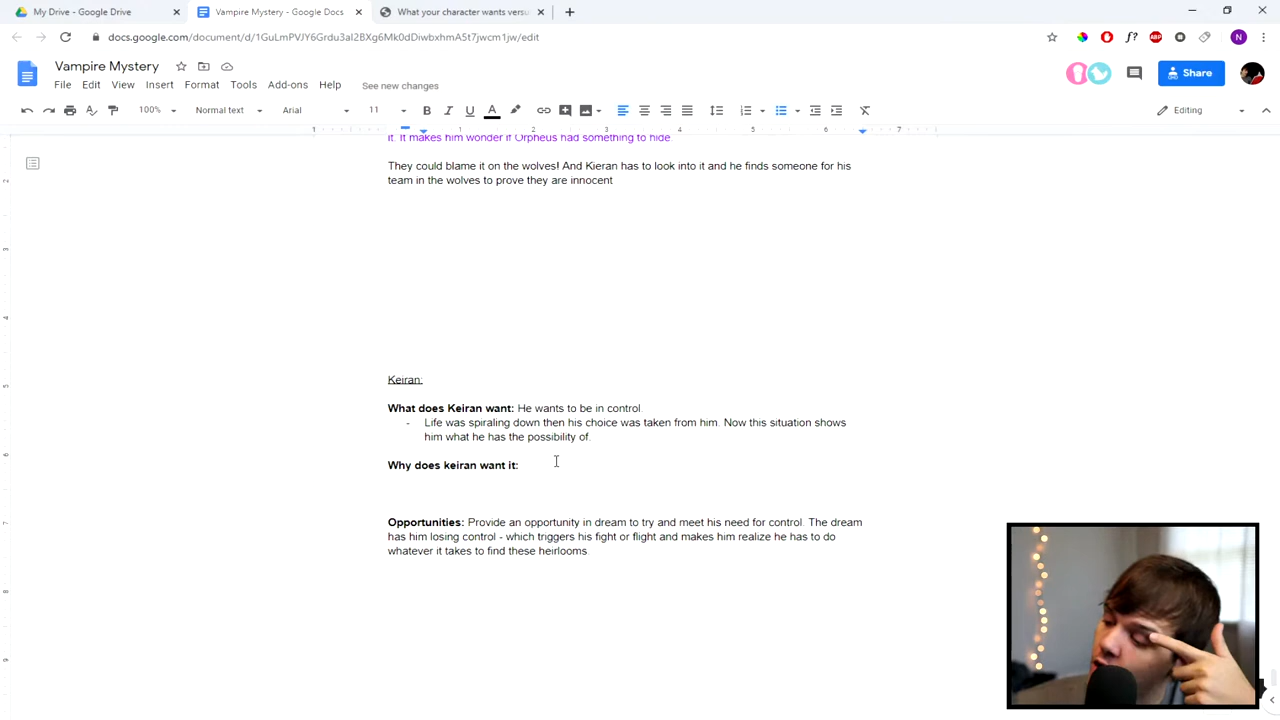 My Drive - Google Drive
Vampire Mystery - Google Docs
What your character wants versu
docs.google.com/document/d/1GuLmPVJY6Grdu3al2BXg6Mk0dDiwbxhmA5t7jwcm1jw/edit
Vampire Mystery
File Edit View Insert Format Tools Add-ons Help See new changes
Share
100% Normal text Arial 11 Editing
it. It makes him wonder if Orpheus had something to hide.
They could blame it on the wolves! And Kieran has to look into it and he finds someone for his
team in the wolves to prove they are innocent
Keiran:
What does Keiran want: He wants to be in control.
- Life was spiraling down then his choice was taken from him. Now this situation shows
him what he has the possibility of.
Why does keiran want it:
Opportunities: Provide an opportunity in dream to try and meet his need for control. The dream
has him losing control - which triggers his fight or flight and makes him realize he has to do
whatever it takes to find these heirlooms.